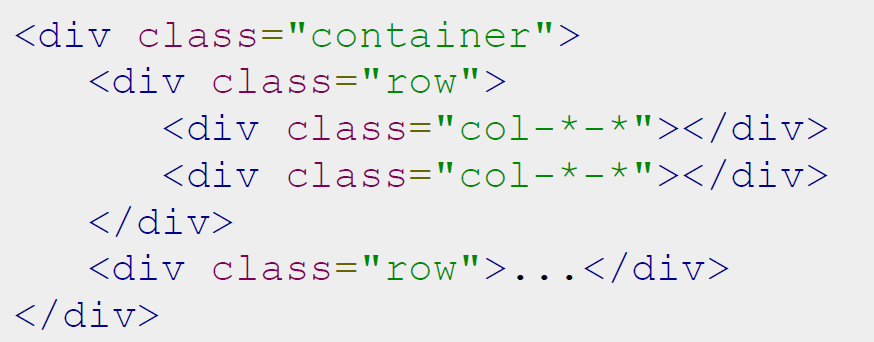 <div class="container">
   <div class="row">
      <div class="col-*-*"></div>
      <div class="col-*-*"></div>
   </div>
   <div class="row">...</div>
</div>